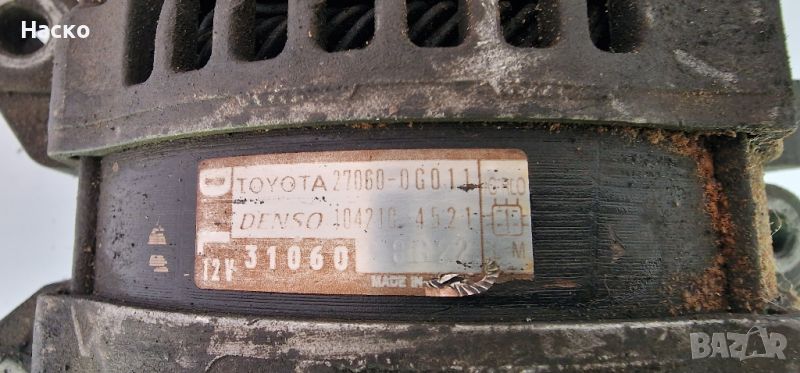 Наско
TOYOTA 27060-0G011
DENSO 104210-4521
12V 31060
MADE IN
M
BAZAR